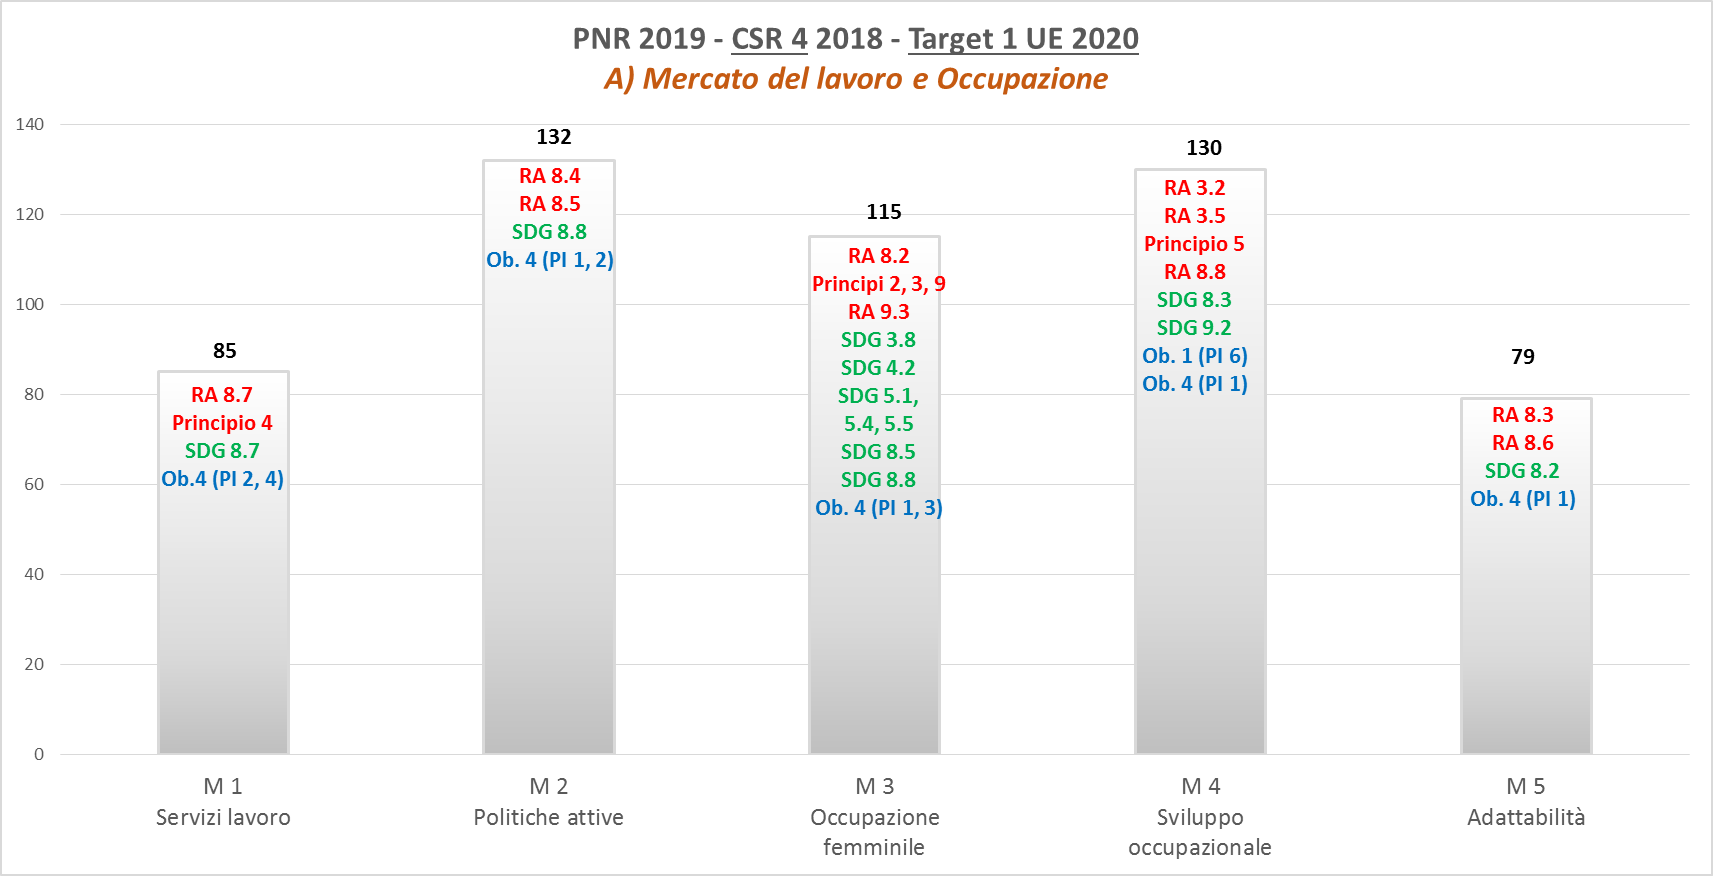 PNR 2019 - CSR 4 2018 - Target 1 UE 2020
A) Mercato del lavoro e Occupazione
140
120
100
80
60
40
20
0
85
RA 8.7
Principio 4
SDG 8.7
Ob.4 (PI 2, 4)
132
RA 8.4
RA 8.5
SDG 8.8
Ob. 4 (PI 1, 2)
115
RA 8.2
Principi 2, 3, 9
RA 9.3
SDG 3.8
SDG 4.2
SDG 5.1,
5.4, 5.5
SDG 8.5
SDG 8.8
Ob. 4 (PI 1, 3)
130
RA 3.2
RA 3.5
Principio 5
RA 8.8
SDG 8.3
SDG 9.2
Ob. 1 (PI 6)
Ob. 4 (PI 1)
79
RA 8.3
RA 8.6
SDG 8.2
Ob. 4 (PI 1)
M 1
Servizi lavoro
M 2
Politiche attive
M 3
Occupazione
femminile
M 4
Sviluppo
occupazionale
M 5
Adattabilità